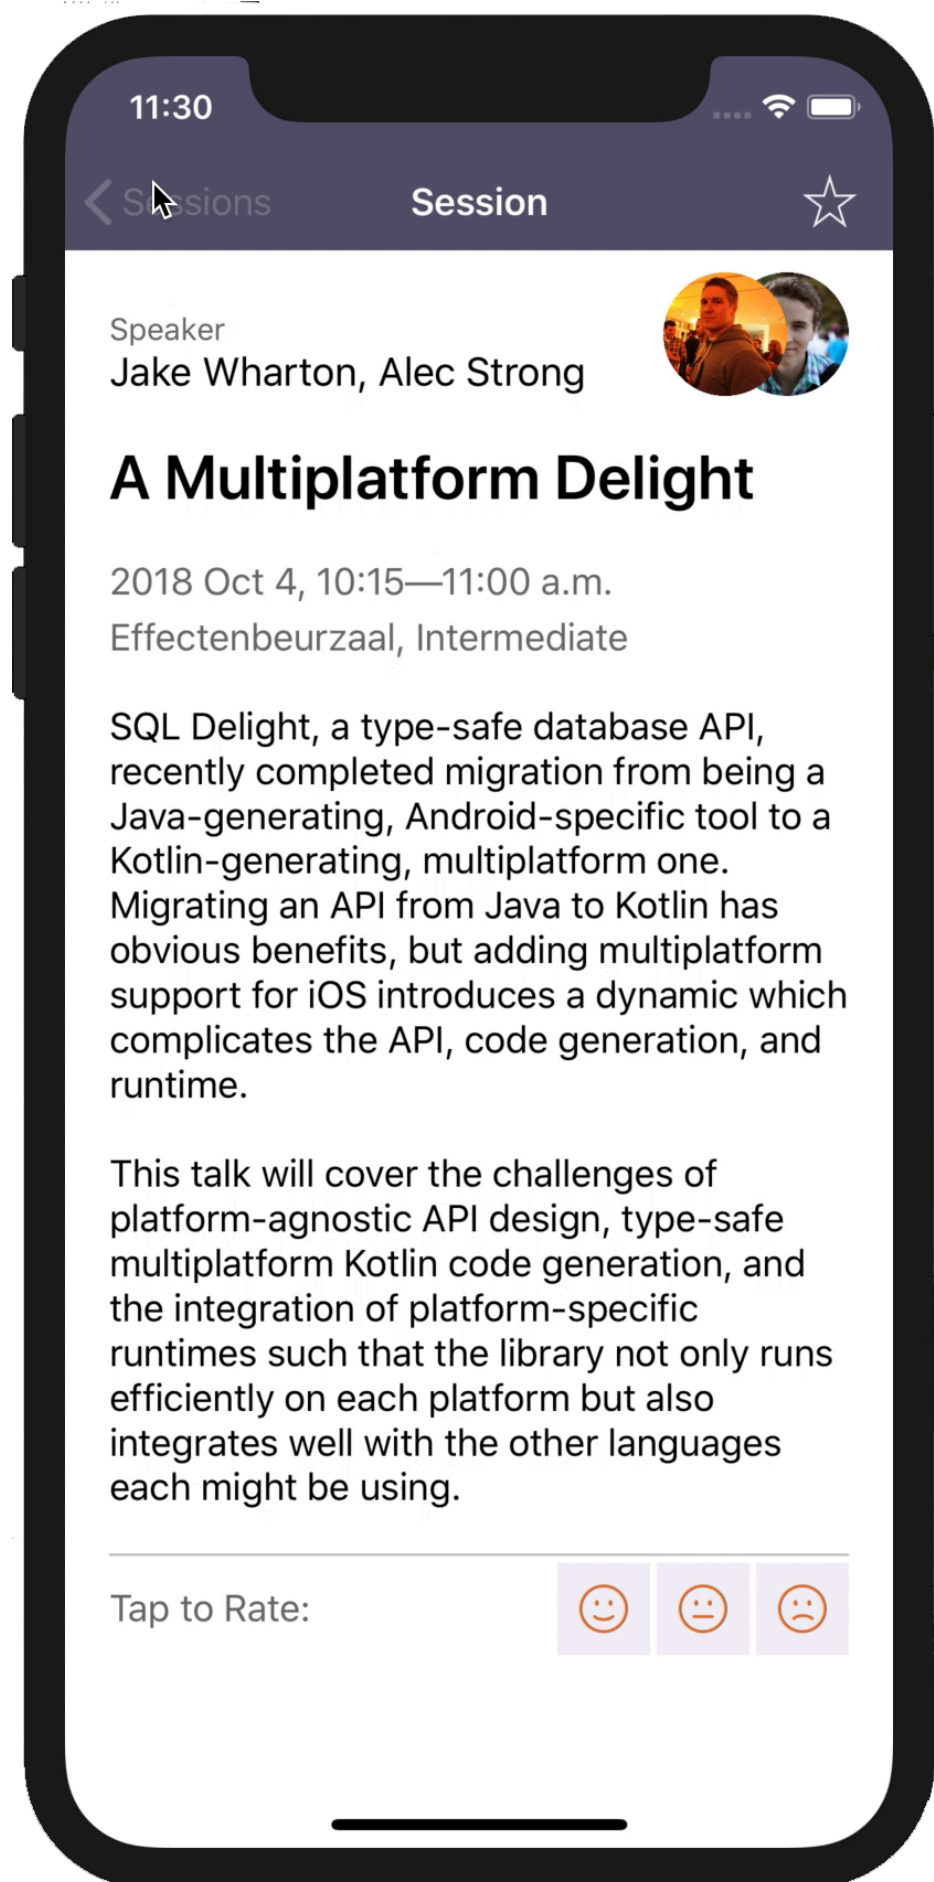 11:30
Sessions
Session
Speaker
Jake Wharton, Alec Strong
A Multiplatform Delight
2018 Oct 4, 10:15—11:00 a.m.
Effectenbeurzaal, Intermediate
SQL Delight, a type-safe database API,
recently completed migration from being a
Java-generating, Android-specific tool to a
Kotlin-generating, multiplatform one.
Migrating an API from Java to Kotlin has
obvious benefits, but adding multiplatform
support for iOS introduces a dynamic which
complicates the API, code generation, and
runtime.
This talk will cover the challenges of
platform-agnostic API design, type-safe
multiplatform Kotlin code generation, and
the integration of platform-specific
runtimes such that the library not only runs
efficiently on each platform but also
integrates well with the other languages
each might be using.
Tap to Rate: